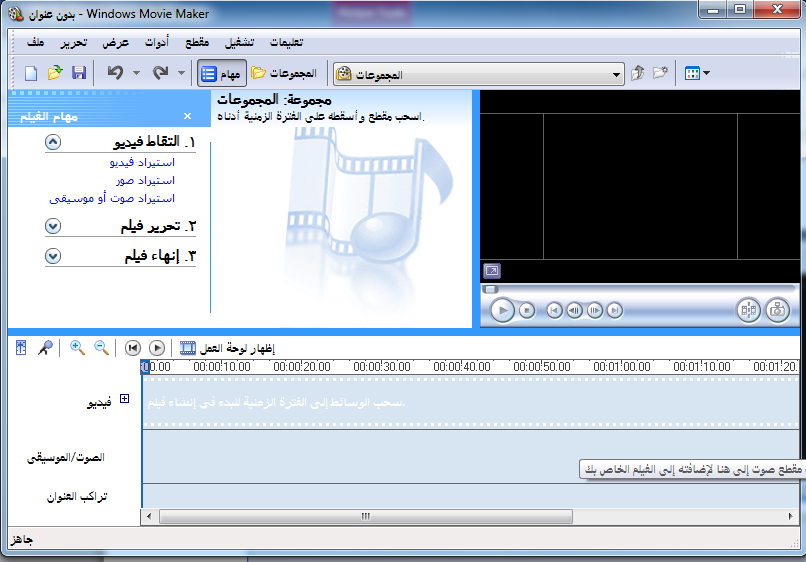 بدون عنوان - Windows Movie Maker
ملف تحرير عرض أدوات مقطع تشغيل تعليمات
مهام المجموعات المجموعات
مهام الفيلم
١. التقاط فيديو
استيراد فيديو
استيراد صور
استيراد صوت أو موسيقى
٢. تحرير فيلم
٣. إنهاء فيلم
مجموعة: المجموعات
اسحب مقطع وأسقطه على الفترة الزمنية أدناه.
إظهار لوحة العمل
00.00 00:00:10.00 00:00:20.00 00:00:30.00 00:00:40.00 00:00:50.00 00:01:00.00 00:01:10.00 00:01:20.
فيديو
سحب الوسائط إلى الفترة الزمنية للبدء في إنشاء فيلم.
الصوت/الموسيقى
مقطع صوت إلى هنا لإضافته إلى الفيلم الخاص بك
تراكب العنوان
جاهز